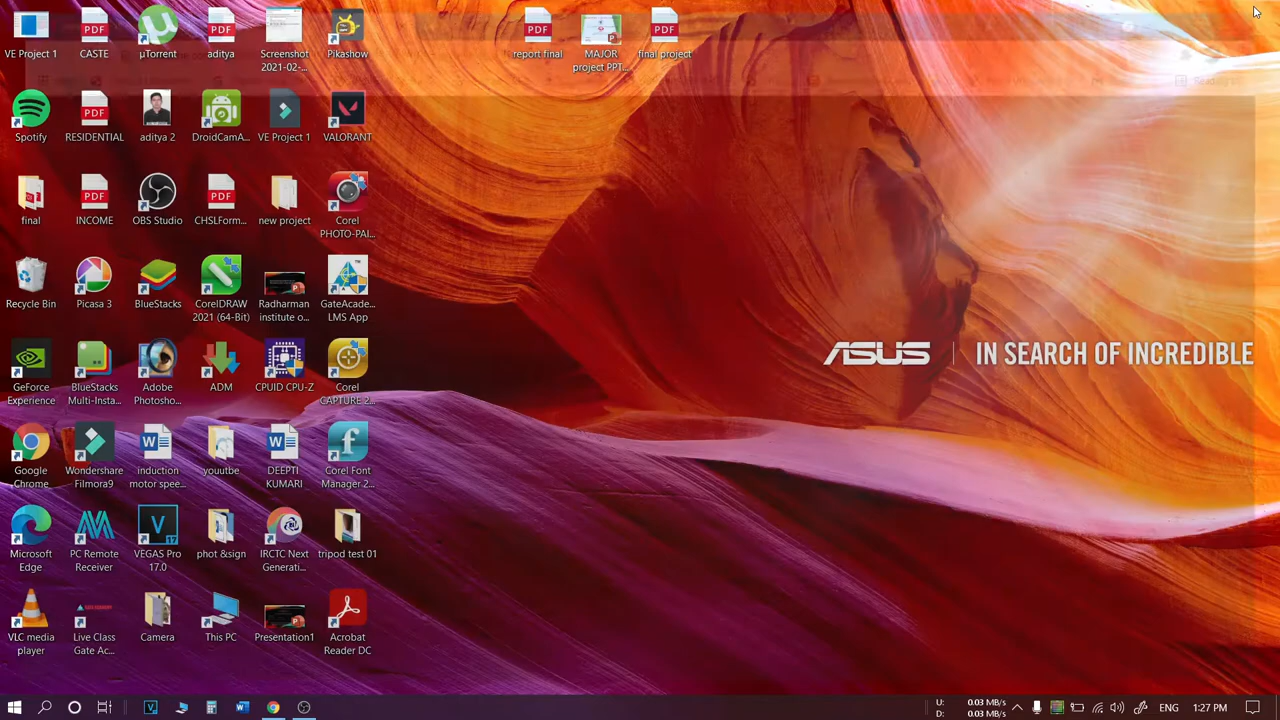 VE Project 1
CASTE
µTorrent
aditya
Screenshot
2021-02-...
Pikashow
report final
MAJOR
project PPT...
final project
Spotify
RESIDENTIAL
aditya 2
DroidCamA...
VE Project 1
VALORANT
final
INCOME
OBS Studio
CHSLForm...
new project
Corel
PHOTO-PAI...
Recycle Bin
Picasa 3
BlueStacks
CorelDRAW
2021 (64-Bit)
Radharman
institute o...
GateAcade...
LMS App
ASUS | IN SEARCH OF INCREDIBLE
GeForce
Experience
BlueStacks
Multi-Insta...
Adobe
Photosho...
ADM
CPUID CPU-Z
Corel
CAPTURE 2...
Google
Chrome
Wondershare
Filmora9
induction
motor spee...
youutbe
DEEPTI
KUMARI
Corel Font
Manager 2...
Microsoft
Edge
PC Remote
Receiver
VEGAS Pro
17.0
phot &sign
IRCTC Next
Generati...
tripod test 01
VLC media
player
Live Class
Gate Ac...
Camera
This PC
Presentation1
Acrobat
Reader DC
U: 0.03 MB/s
D: 0.03 MB/s
ENG
1:27 PM